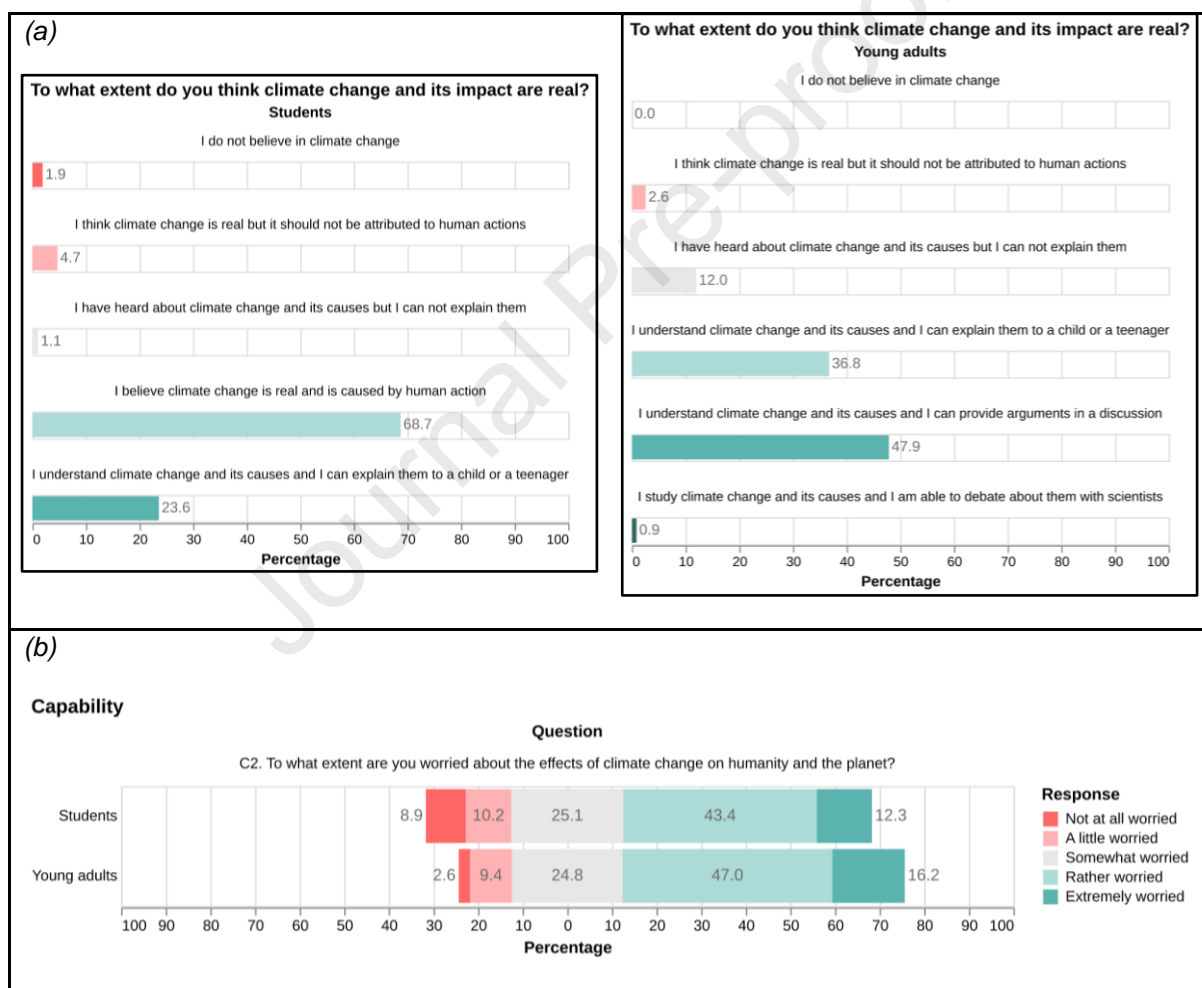 (a)
To what extent do you think climate change and its impact are real?
Students
I do not believe in climate change
1.9
I think climate change is real but it should not be attributed to human actions
4.7
I have heard about climate change and its causes but I can not explain them
1.1
I believe climate change is real and is caused by human action
68.7
I understand climate change and its causes and I can explain them to a child or a teenager
23.6
0 10 20 30 40 50 60 70 80 90 100
Percentage
To what extent do you think climate change and its impact are real?
Young adults
I do not believe in climate change
0.0
I think climate change is real but it should not be attributed to human actions
2.6
I have heard about climate change and its causes but I can not explain them
12.0
I understand climate change and its causes and I can explain them to a child or a teenager
36.8
I understand climate change and its causes and I can provide arguments in a discussion
47.9
I study climate change and its causes and I am able to debate about them with scientists
0.9
0 10 20 30 40 50 60 70 80 90 100
Percentage
Journal Pre-proo
(b)
Capability
Question
C2. To what extent are you worried about the effects of climate change on humanity and the planet?
Students 8.9 10.2 25.1 43.4 12.3
Young adults 2.6 9.4 24.8 47.0 16.2
100 90 80 70 60 50 40 30 20 10 0 10 20 30 40 50 60 70 80 90 100
Percentage
Response
Not at all worried
A little worried
Somewhat worried
Rather worried
Extremely worried